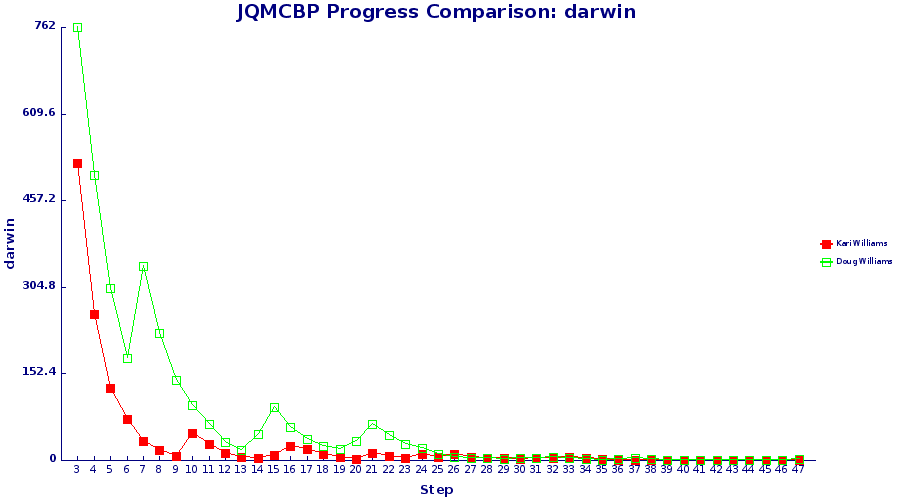 JQMCBP Progress Comparison: darwin
762
609.6
457.2
304.8
152.4
0
darwin
3 4 5 6 7 8 9 10 11 12 13 14 15 16 17 18 19 20 21 22 23 24 25 26 27 28 29 30 31 32 33 34 35 36 37 38 39 40 41 42 43 44 45 46 47
Step
Kari Williams
Doug Williams